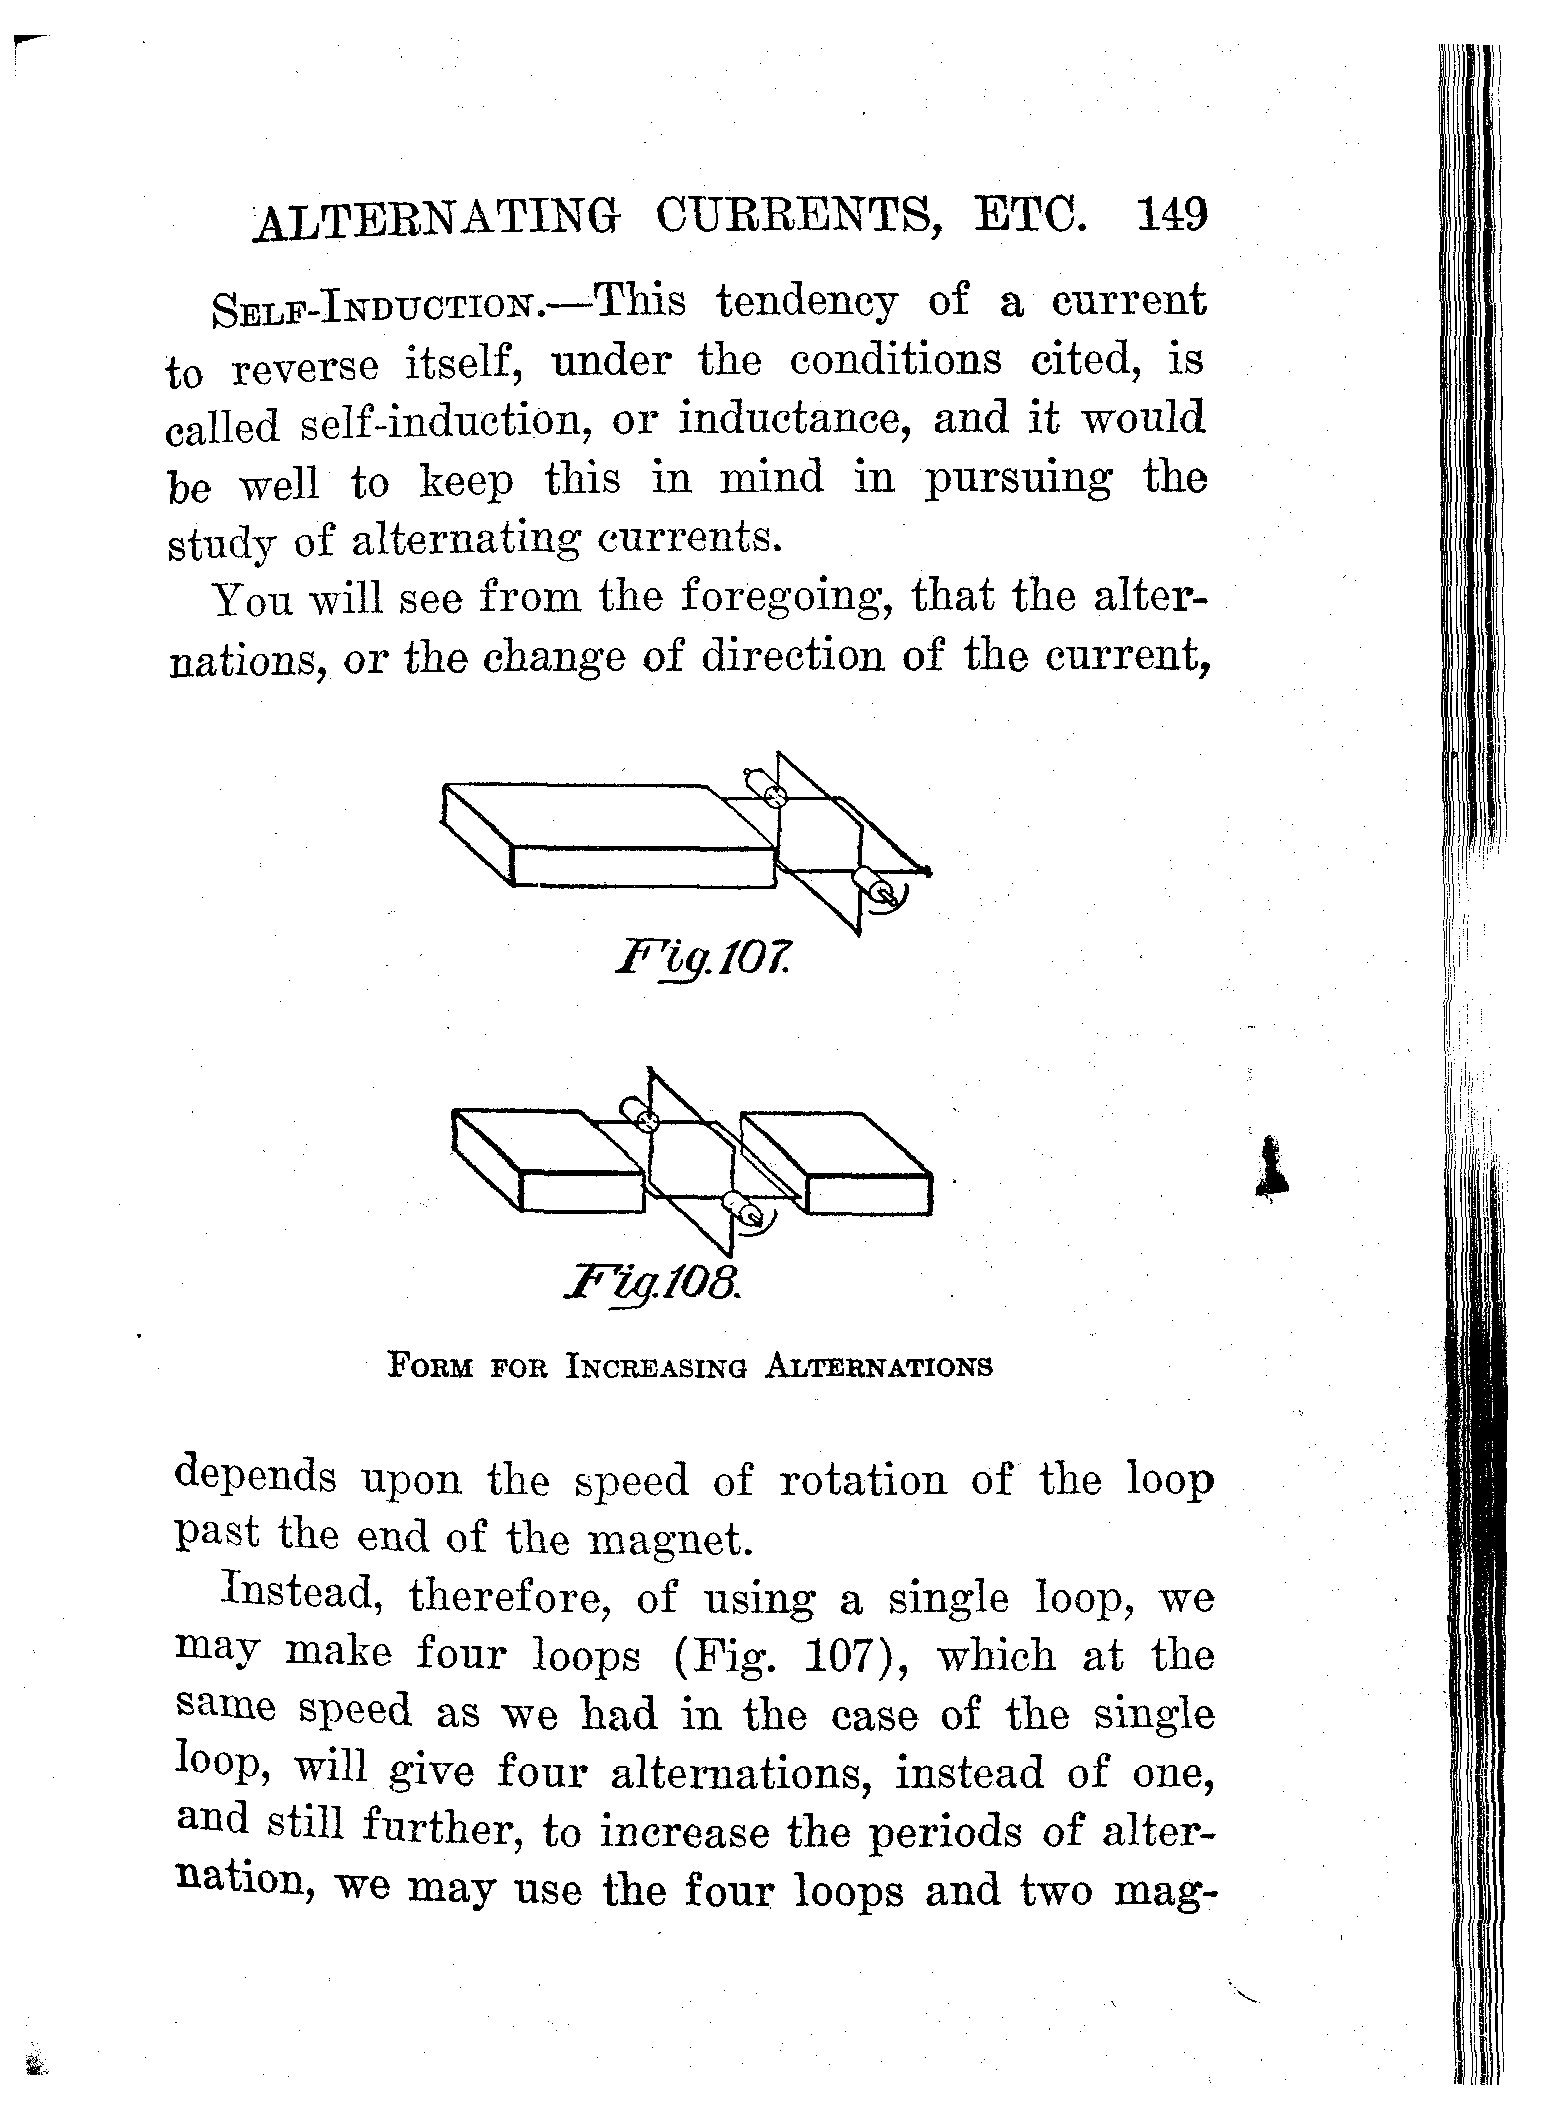 ALTERNATING CURRENTS, ETC. 149
SELF-INDUCTION.—This tendency of a current
to reverse itself, under the conditions cited, is
called self-induction, or inductance, and it would
be well to keep this in mind in pursuing the
study of alternating currents.
You will see from the foregoing, that the alter-
nations, or the change of direction of the current,
Fig. 107.
Fig. 108.
FORM FOR INCREASING ALTERNATIONS
depends upon the speed of rotation of the loop
past the end of the magnet.
Instead, therefore, of using a single loop, we
may make four loops (Fig. 107), which at the
same speed as we had in the case of the single
loop, will give four alternations, instead of one,
and still further, to increase the periods of alter-
nation, we may use the four loops and two mag-